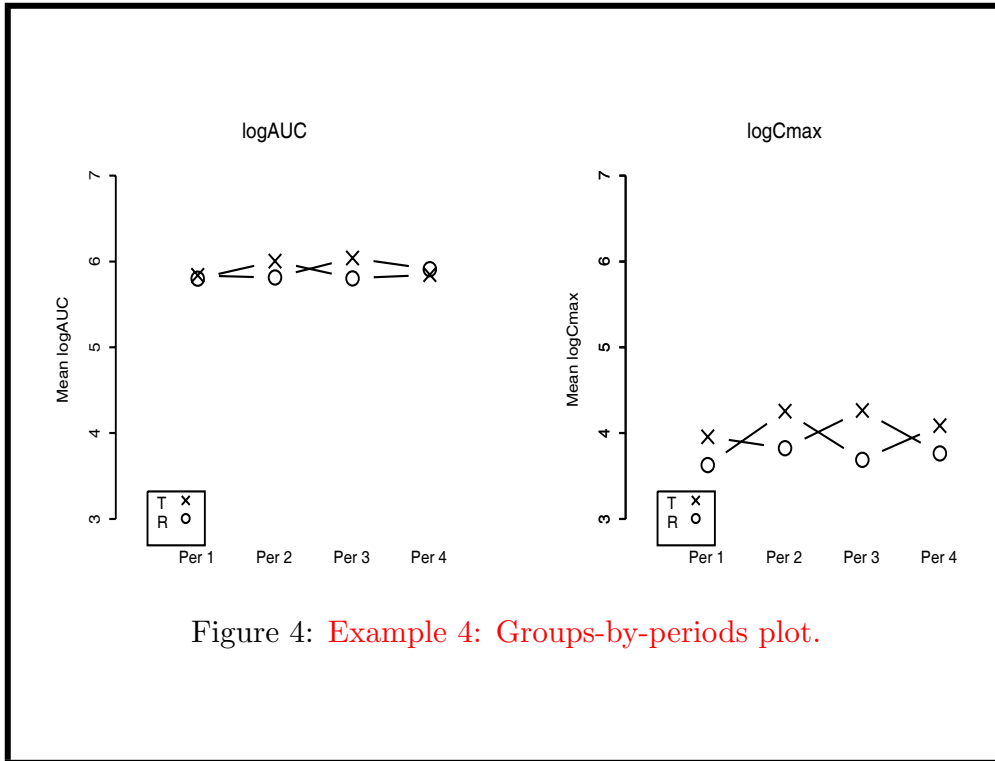 logAUC
Mean logAUC
7
6
5
4
3
T ×
R o
Per 1 Per 2 Per 3 Per 4
logCmax
Mean logCmax
7
6
5
4
3
T ×
R o
Per 1 Per 2 Per 3 Per 4
Figure 4: Example 4: Groups-by-periods plot.